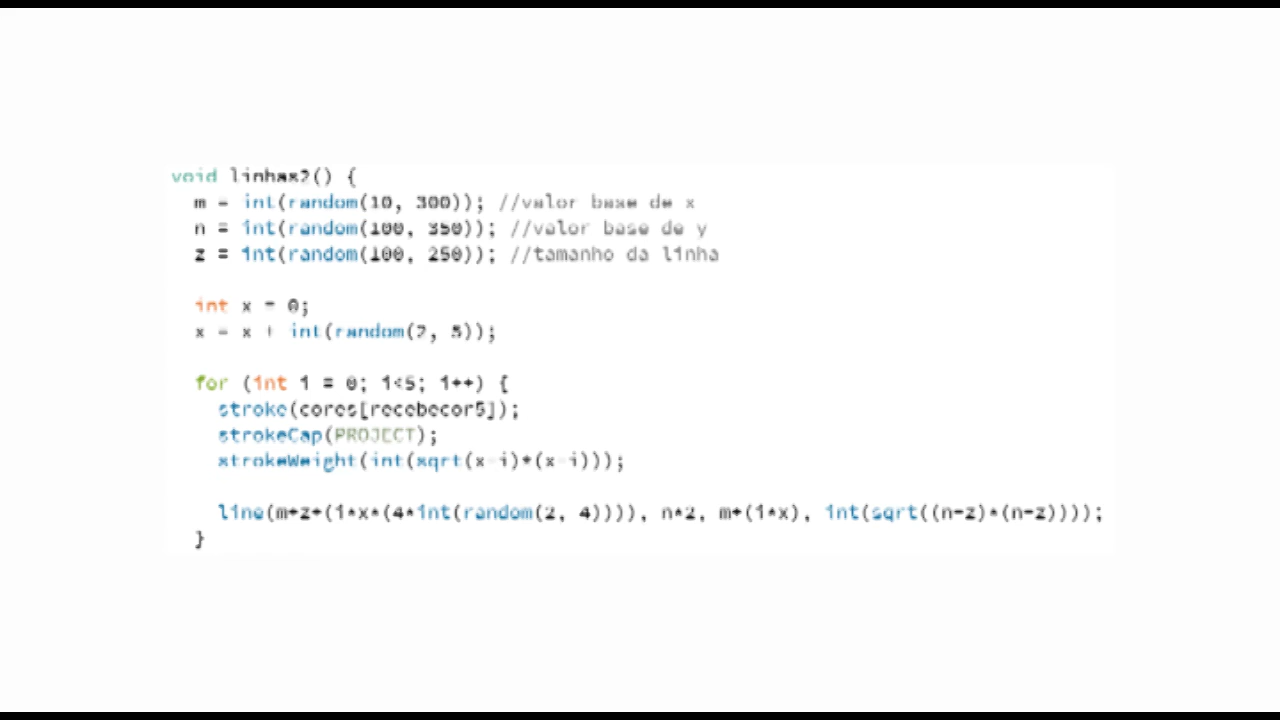 void linhas2() {
m = int(random(10, 300)); //valor base de x
n = int(random(100, 350)); //valor base de y
z = int(random(100, 250)); //tamanho da linha
int x = 0;
x = x + int(random(2, 5));
for (int i = 0; i<5; i++) {
stroke(cores[recebecor5]);
strokeCap(PROJECT);
strokeWeight(int(sqrt(x-i)*(x-i)));
line(m+z+(i*x*(4*int(random(2, 4)))), n*2, m+(i*x), int(sqrt((n-z)*(n-z))));
}